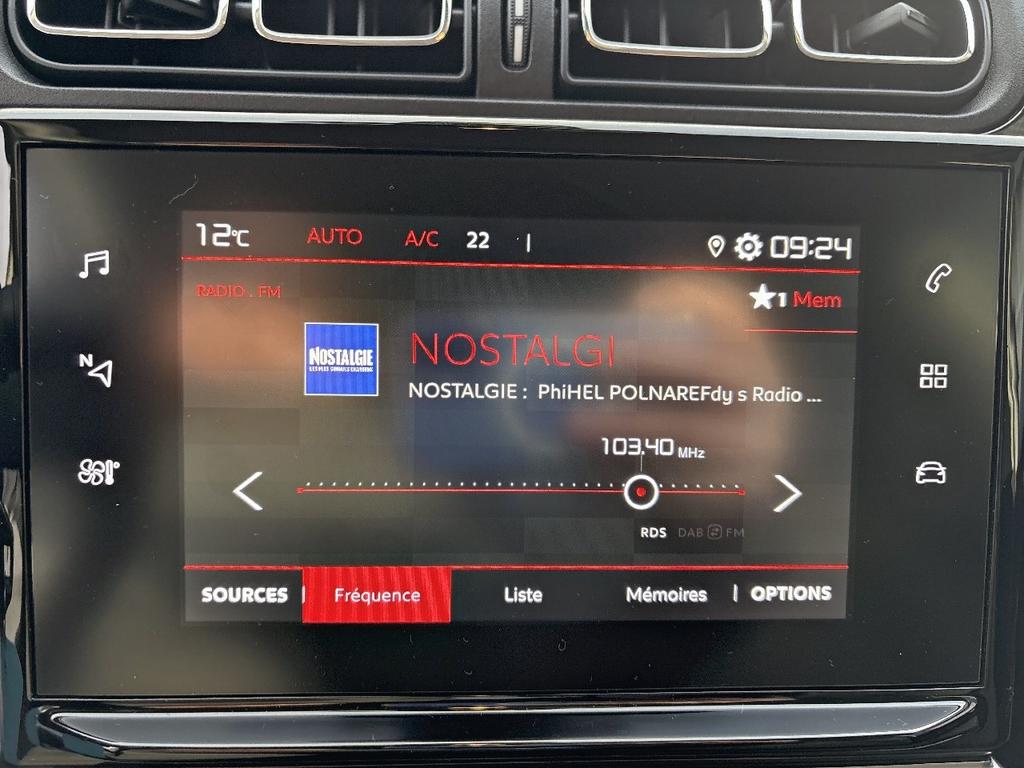 12°C AUTO A/C 22 09:24
RADIO . FM
1 Mem
NOSTALGIE
NOSTALGI
NOSTALGIE : PhiHEL POLNAREFdy s Radio ...
103.40 MHz
N
RDS DAB FM
SOURCES Fréquence Liste Mémoires OPTIONS